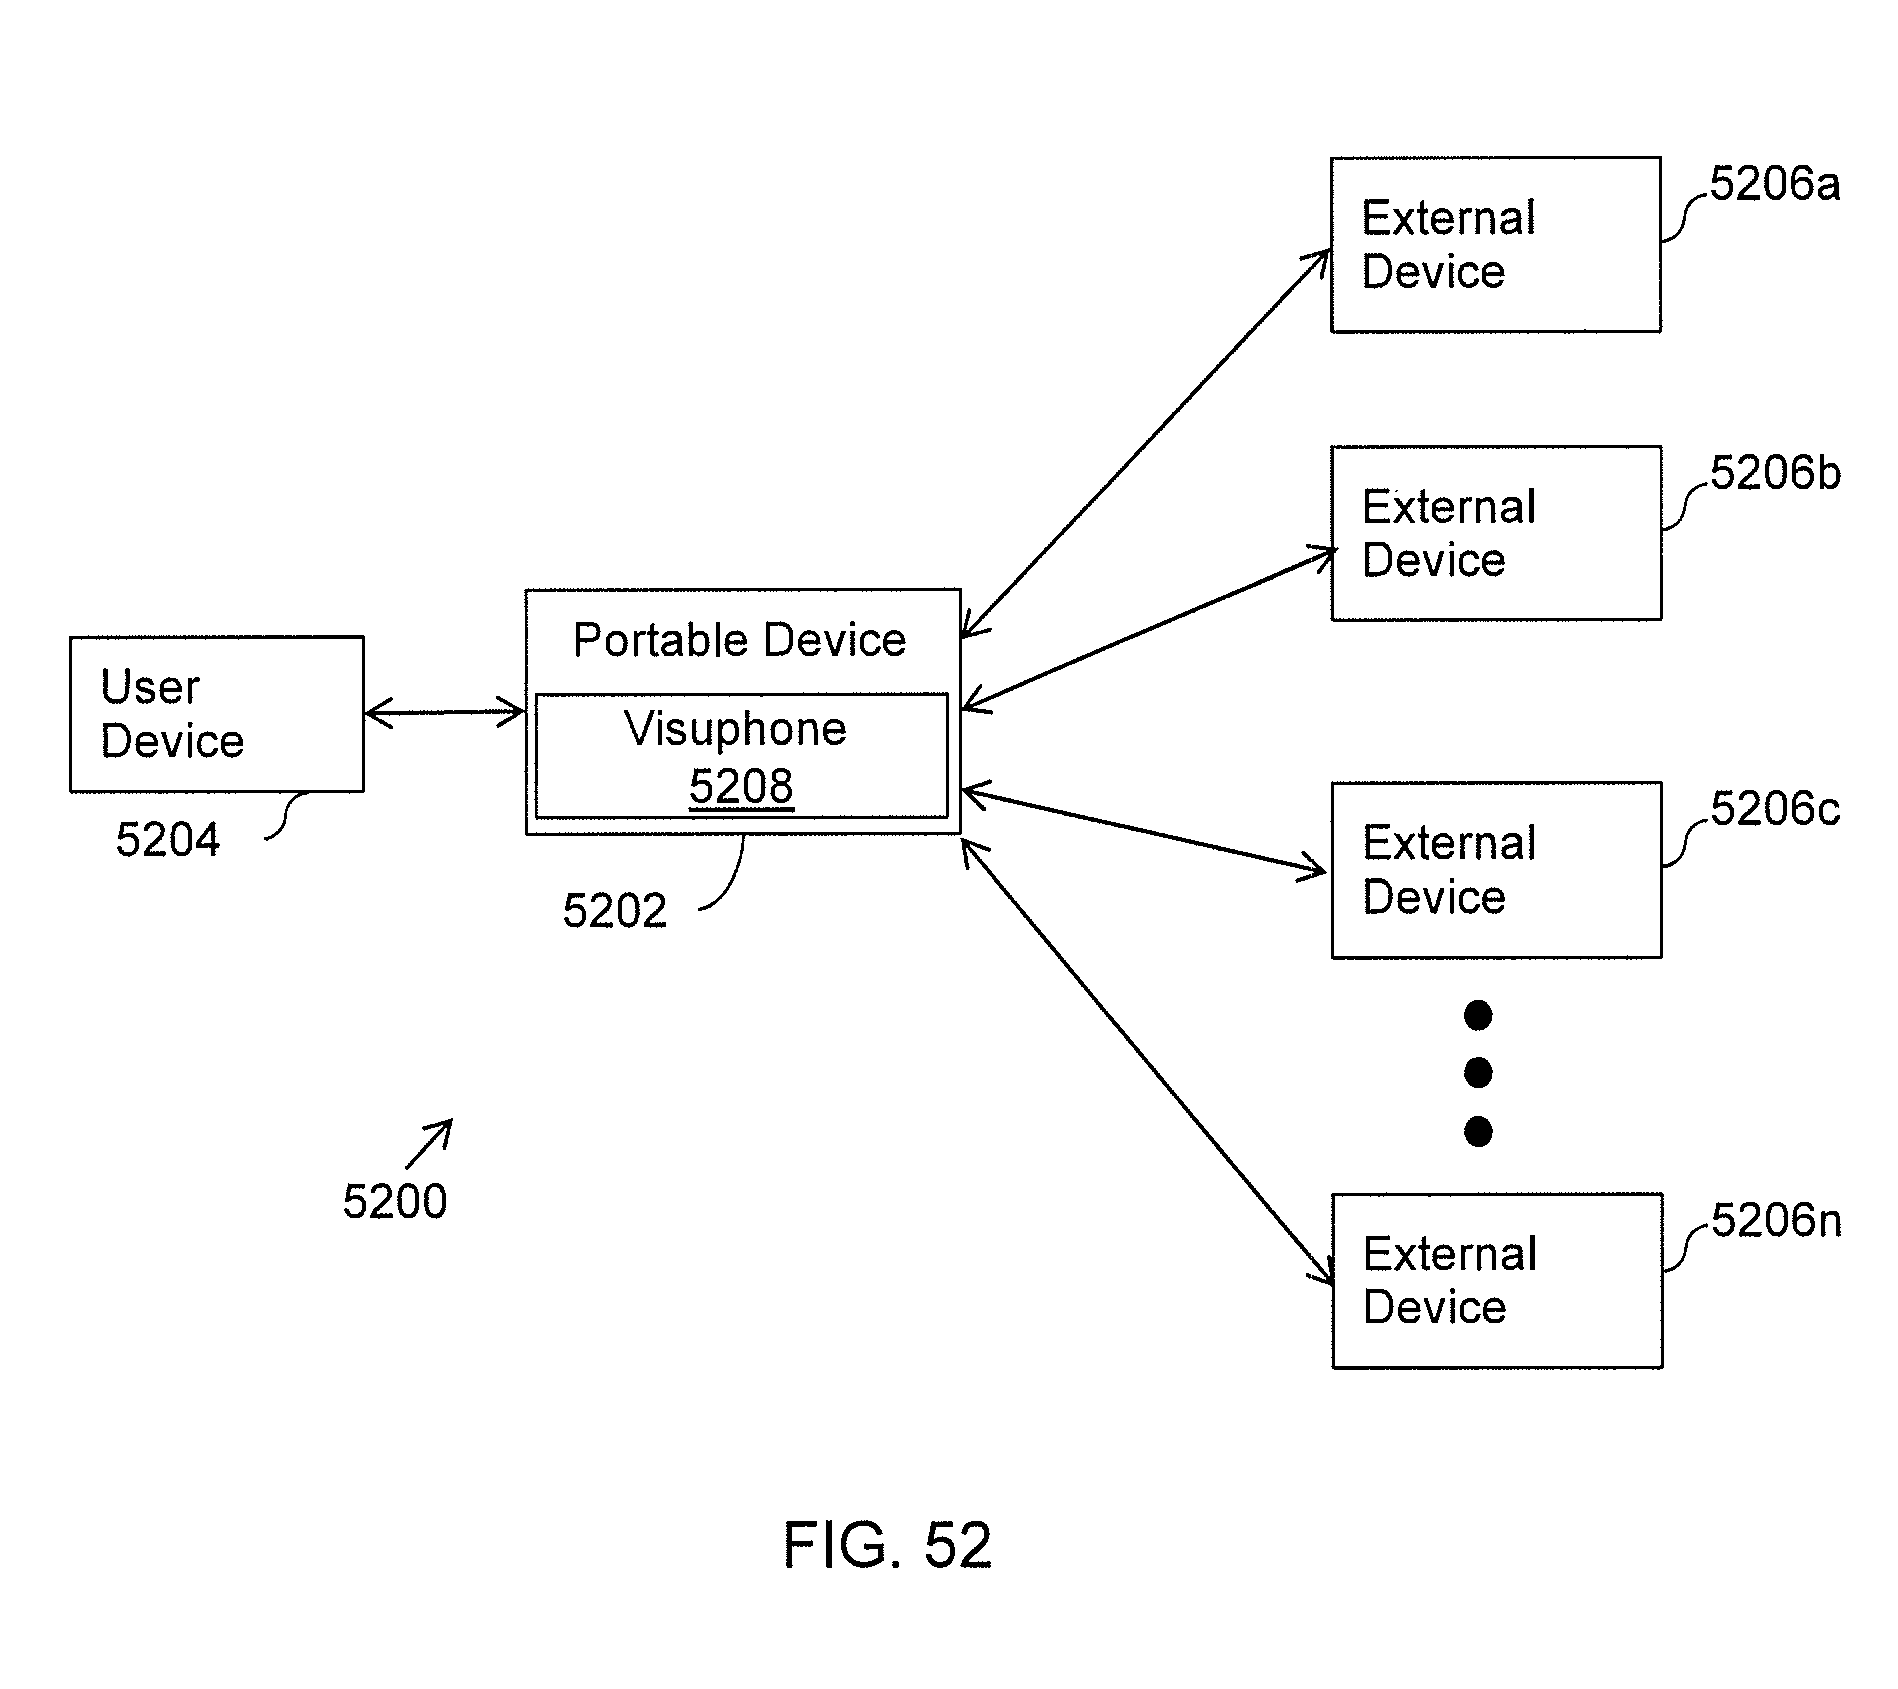 External
Device
5206a
External
Device
5206b
Portable Device
Visuphone
5208
5202
User
Device
5204
External
Device
5206c
External
Device
5206n
5200
FIG. 52